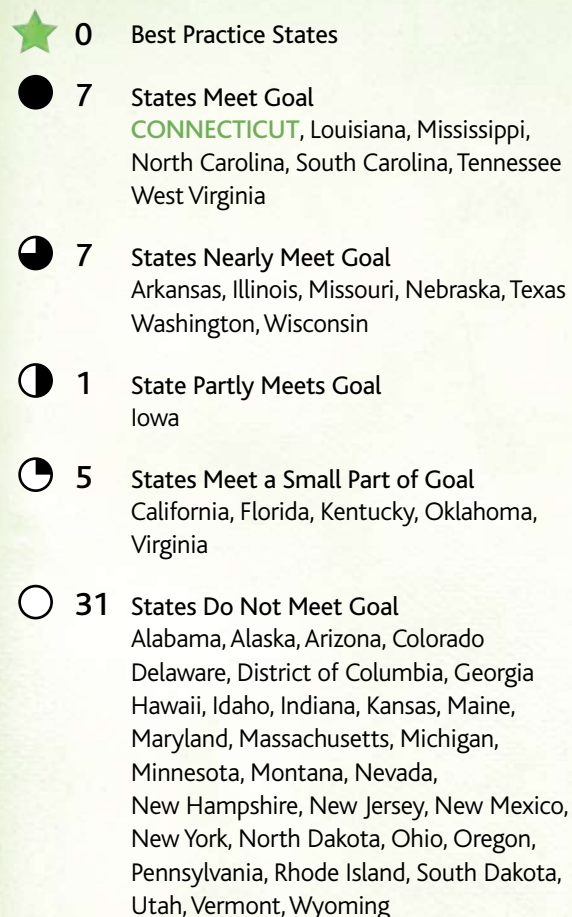 0 Best Practice States
7 States Meet Goal
CONNECTICUT, Louisiana, Mississippi,
North Carolina, South Carolina, Tennessee
West Virginia
7 States Nearly Meet Goal
Arkansas, Illinois, Missouri, Nebraska, Texas
Washington, Wisconsin
1 State Partly Meets Goal
Iowa
5 States Meet a Small Part of Goal
California, Florida, Kentucky, Oklahoma,
Virginia
31 States Do Not Meet Goal
Alabama, Alaska, Arizona, Colorado
Delaware, District of Columbia, Georgia
Hawaii, Idaho, Indiana, Kansas, Maine,
Maryland, Massachusetts, Michigan,
Minnesota, Montana, Nevada,
New Hampshire, New Jersey, New Mexico,
New York, North Dakota, Ohio, Oregon,
Pennsylvania, Rhode Island, South Dakota,
Utah, Vermont, Wyoming